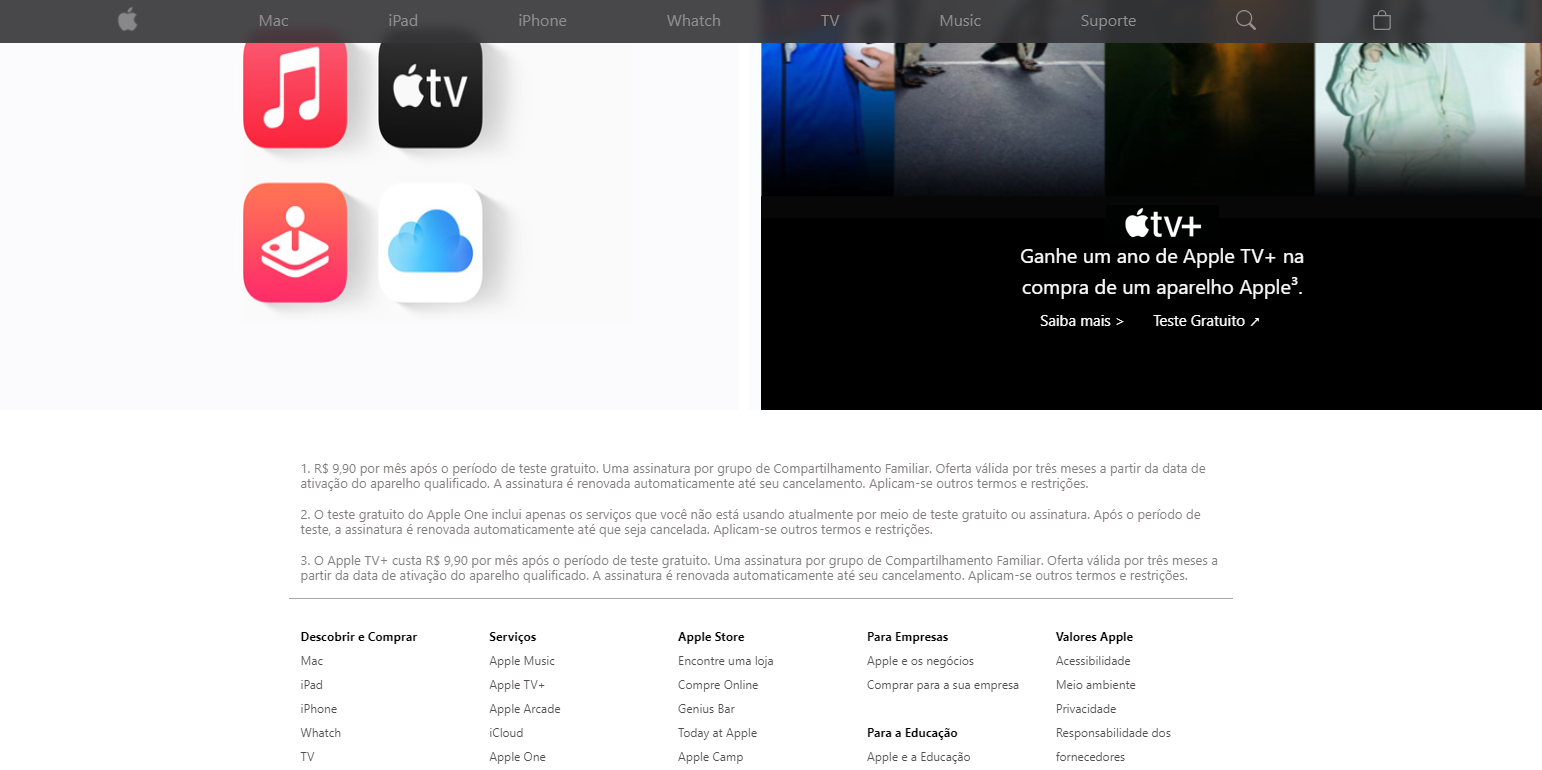 Mac iPad iPhone Whatch TV Music Suporte
tv
tv+
Ganhe um ano de Apple TV+ na
compra de um aparelho Apple³.
Saiba mais > Teste Gratuito ↗
1. R$ 9,90 por mês após o período de teste gratuito. Uma assinatura por grupo de Compartilhamento Familiar. Oferta válida por três meses a partir da data de
ativação do aparelho qualificado. A assinatura é renovada automaticamente até seu cancelamento. Aplicam-se outros termos e restrições.
2. O teste gratuito do Apple One inclui apenas os serviços que você não está usando atualmente por meio de teste gratuito ou assinatura. Após o período de
teste, a assinatura é renovada automaticamente até que seja cancelada. Aplicam-se outros termos e restrições.
3. O Apple TV+ custa R$ 9,90 por mês após o período de teste gratuito. Uma assinatura por grupo de Compartilhamento Familiar. Oferta válida por três meses a
partir da data de ativação do aparelho qualificado. A assinatura é renovada automaticamente até seu cancelamento. Aplicam-se outros termos e restrições.
Descobrir e Comprar
Mac
iPad
iPhone
Whatch
TV
Serviços
Apple Music
Apple TV+
Apple Arcade
iCloud
Apple One
Apple Store
Encontre uma loja
Compre Online
Genius Bar
Today at Apple
Apple Camp
Para Empresas
Apple e os negócios
Comprar para a sua empresa
Para a Educação
Apple e a Educação
Valores Apple
Acessibilidade
Meio ambiente
Privacidade
Responsabilidade dos
fornecedores